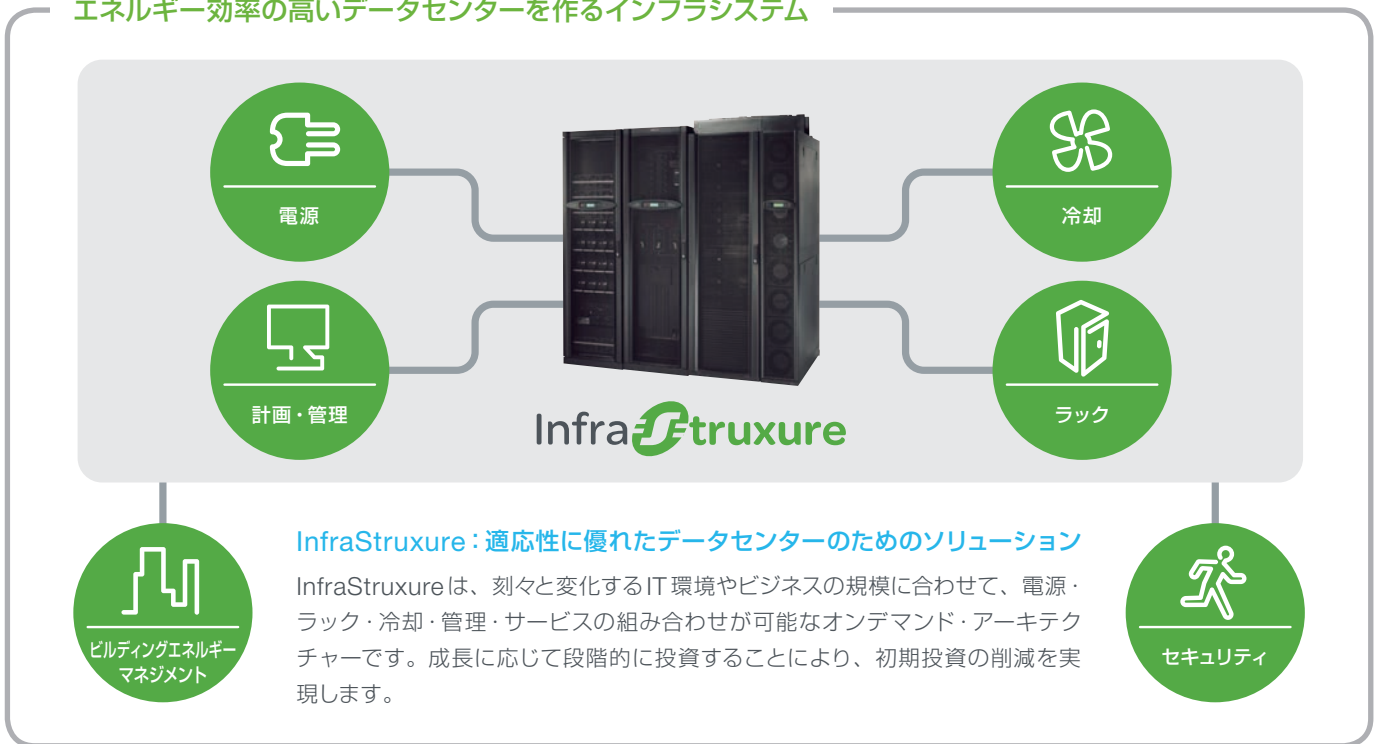 エネルギー効率の高いデータセンターを作るインフラシステム
電源
冷却
計画・管理
ラック
InfraStruxure
InfraStruxure：適応性に優れたデータセンターのためのソリューション
InfraStruxureは、刻々と変化するIT環境やビジネスの規模に合わせて、電源・
ラック・冷却・管理・サービスの組み合わせが可能なオンデマンド・アーキテク
チャーです。成長に応じて段階的に投資することにより、初期投資の削減を実
現します。
ビルディングエネルギー
マネジメント
セキュリティ